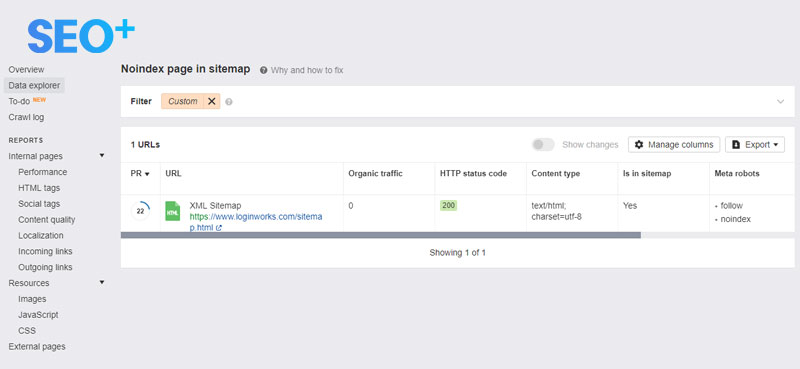 SEO+
Overview
Data explorer
To-do NEW
Crawl log
REPORTS
Internal pages
Performance
HTML tags
Social tags
Content quality
Localization
Incoming links
Outgoing links
Resources
Images
JavaScript
CSS
External pages
Noindex page in sitemap ? Why and how to fix
Filter Custom X ?
1 URLs Show changes Manage columns Export
PR URL Organic traffic HTTP status code Content type Is in sitemap Meta robots
22 HTML XML Sitemap 0 200 text/html; Yes • follow
https://www.loginworks.com/sitema charset=utf-8 • noindex
p.html
Showing 1 of 1